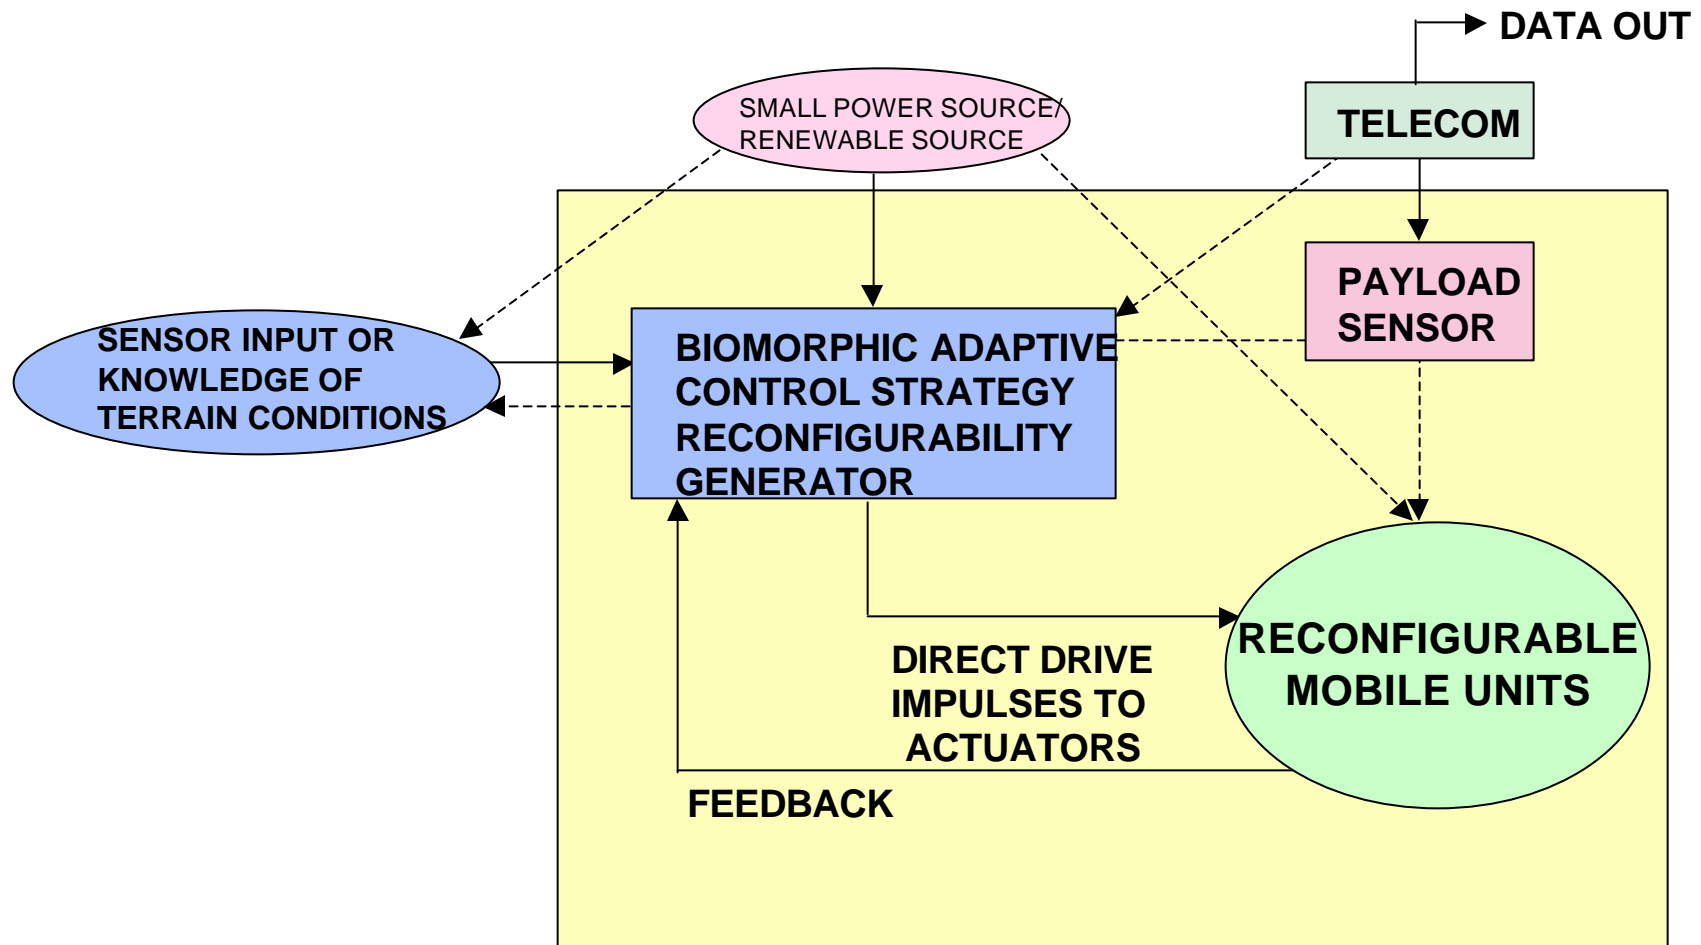 DATA OUT
SMALL POWER SOURCE/
RENEWABLE SOURCE
TELECOM
PAYLOAD
SENSOR
SENSOR INPUT OR
KNOWLEDGE OF
TERRAIN CONDITIONS
BIOMORPHIC ADAPTIVE
CONTROL STRATEGY
RECONFIGURABILITY
GENERATOR
RECONFIGURABLE
MOBILE UNITS
DIRECT DRIVE
IMPULSES TO
ACTUATORS
FEEDBACK